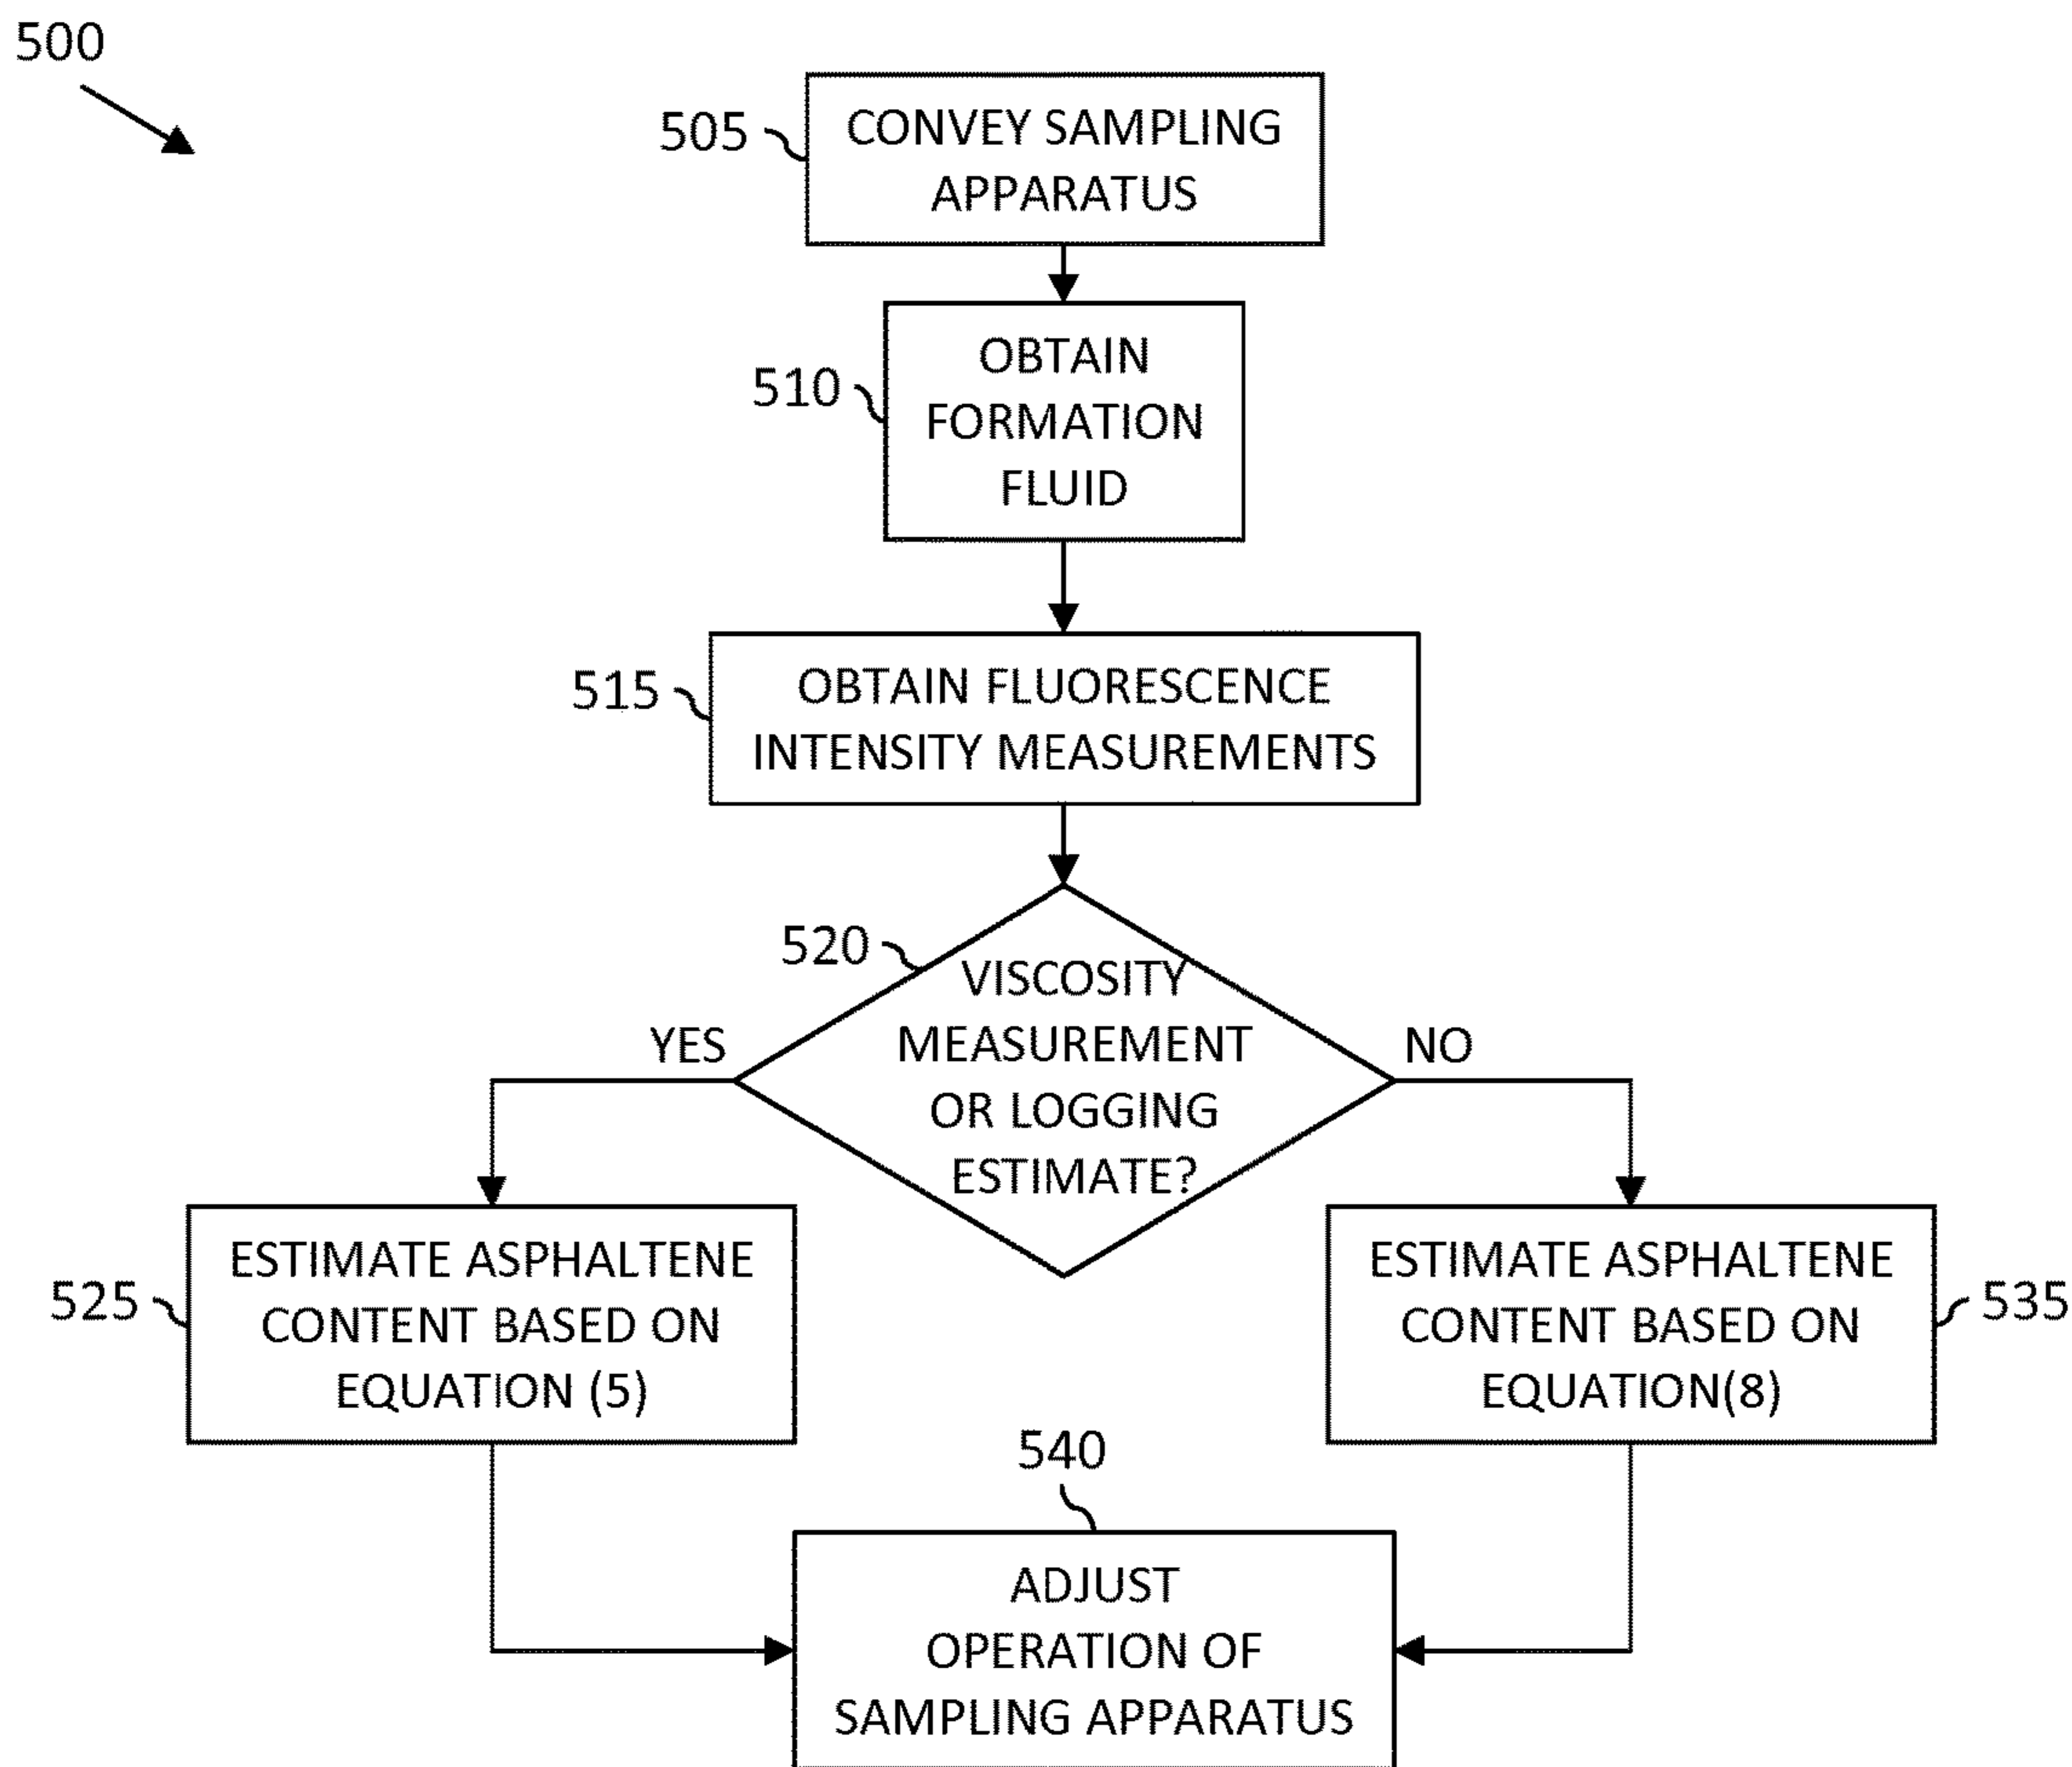 500
505
CONVEY SAMPLING
APPARATUS
510
OBTAIN
FORMATION
FLUID
515
OBTAIN FLUORESCENCE
INTENSITY MEASUREMENTS
520
VISCOSITY
MEASUREMENT
OR LOGGING
ESTIMATE?
YES
NO
525
ESTIMATE ASPHALTENE
CONTENT BASED ON
EQUATION (5)
ESTIMATE ASPHALTENE
CONTENT BASED ON
EQUATION(8)
535
540
ADJUST
OPERATION OF
SAMPLING APPARATUS